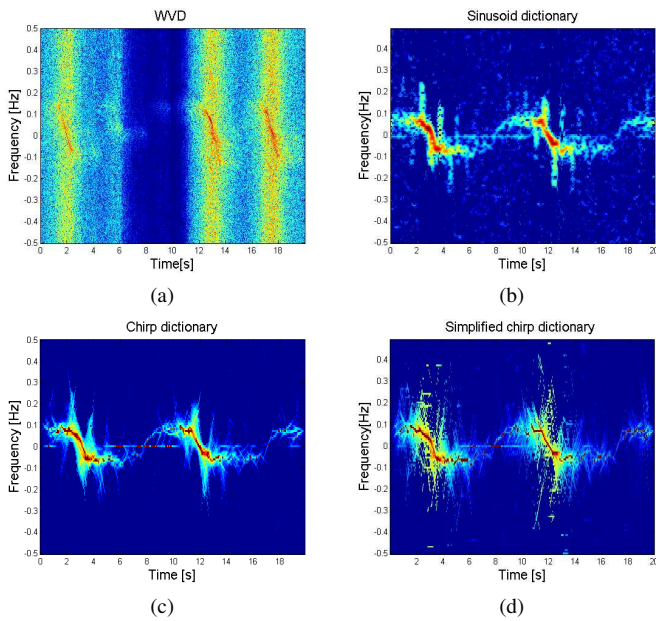 WVD
0.5
0.4
0.3
0.2
0.1
0
-0.1
-0.2
-0.3
-0.4
-0.5
Frequency [Hz]
0 2 4 6 8 10 12 14 16 18
Time[s]
(a)
Sinusoid dictionary
0.5
0.4
0.3
0.2
0.1
0
-0.1
-0.2
-0.3
-0.4
-0.5
Frequency[Hz]
0 2 4 6 8 10 12 14 16 18 20
Time[s]
(b)
Chirp dictionary
0.5
0.4
0.3
0.2
0.1
0
-0.1
-0.2
-0.3
-0.4
-0.5
Frequency [Hz]
0 2 4 6 8 10 12 14 16 18
Time [s]
(c)
Simplified chirp dictionary
0.4
0.3
0.2
0.1
0
-0.1
-0.2
-0.3
-0.4
-0.5
Frequency [Hz]
0 2 4 6 8 10 12 14 16 18 20
Time [s]
(d)